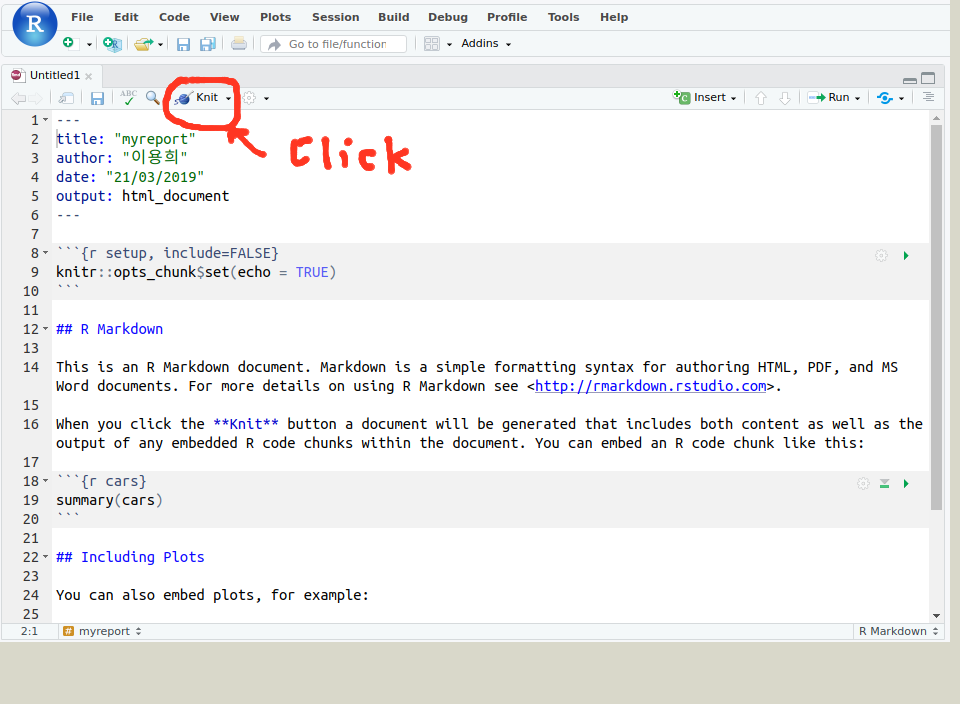 R
File Edit Code View Plots Session Build Debug Profile Tools Help
R
Go to file/function
Addins
Untitled1
ABC
Knit
Insert
Run
Click
1 ---
2 title: "myreport"
3 author: "이용희"
4 date: "21/03/2019"
5 output: html_document
6 ---
7
8 ```{r setup, include=FALSE}
9 knitr::opts_chunk$set(echo = TRUE)
10 ```
11
12 ## R Markdown
13
14 This is an R Markdown document. Markdown is a simple formatting syntax for authoring HTML, PDF, and MS
Word documents. For more details on using R Markdown see <http://rmarkdown.rstudio.com>.
15
16 When you click the **Knit** button a document will be generated that includes both content as well as the
output of any embedded R code chunks within the document. You can embed an R code chunk like this:
17
18 ```{r cars}
19 summary(cars)
20 ```
21
22 ## Including Plots
23
24 You can also embed plots, for example:
25
2:1 # myreport R Markdown